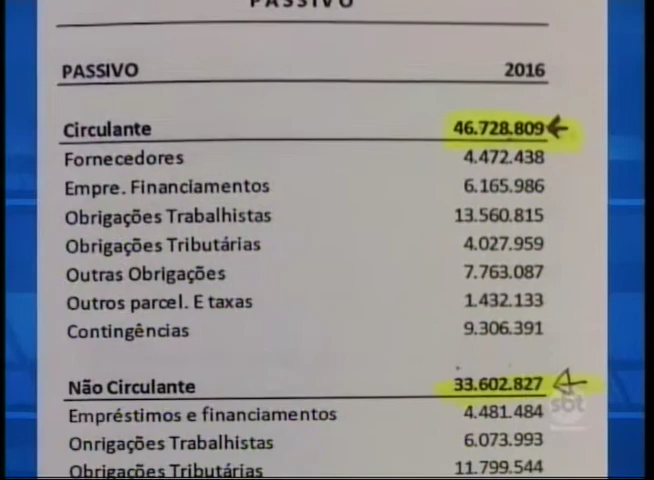 PASSIVO
PASSIVO 2016
Circulante 46.728.809
Fornecedores 4.472.438
Empre. Financiamentos 6.165.986
Obrigações Trabalhistas 13.560.815
Obrigações Tributárias 4.027.959
Outras Obrigações 7.763.087
Outros parcel. E taxas 1.432.133
Contingências 9.306.391
Não Circulante 33.602.827
Empréstimos e financiamentos 4.481.484
sbt
Onrigações Trabalhistas 6.073.993
Obrigações Tributárias 11.799.544